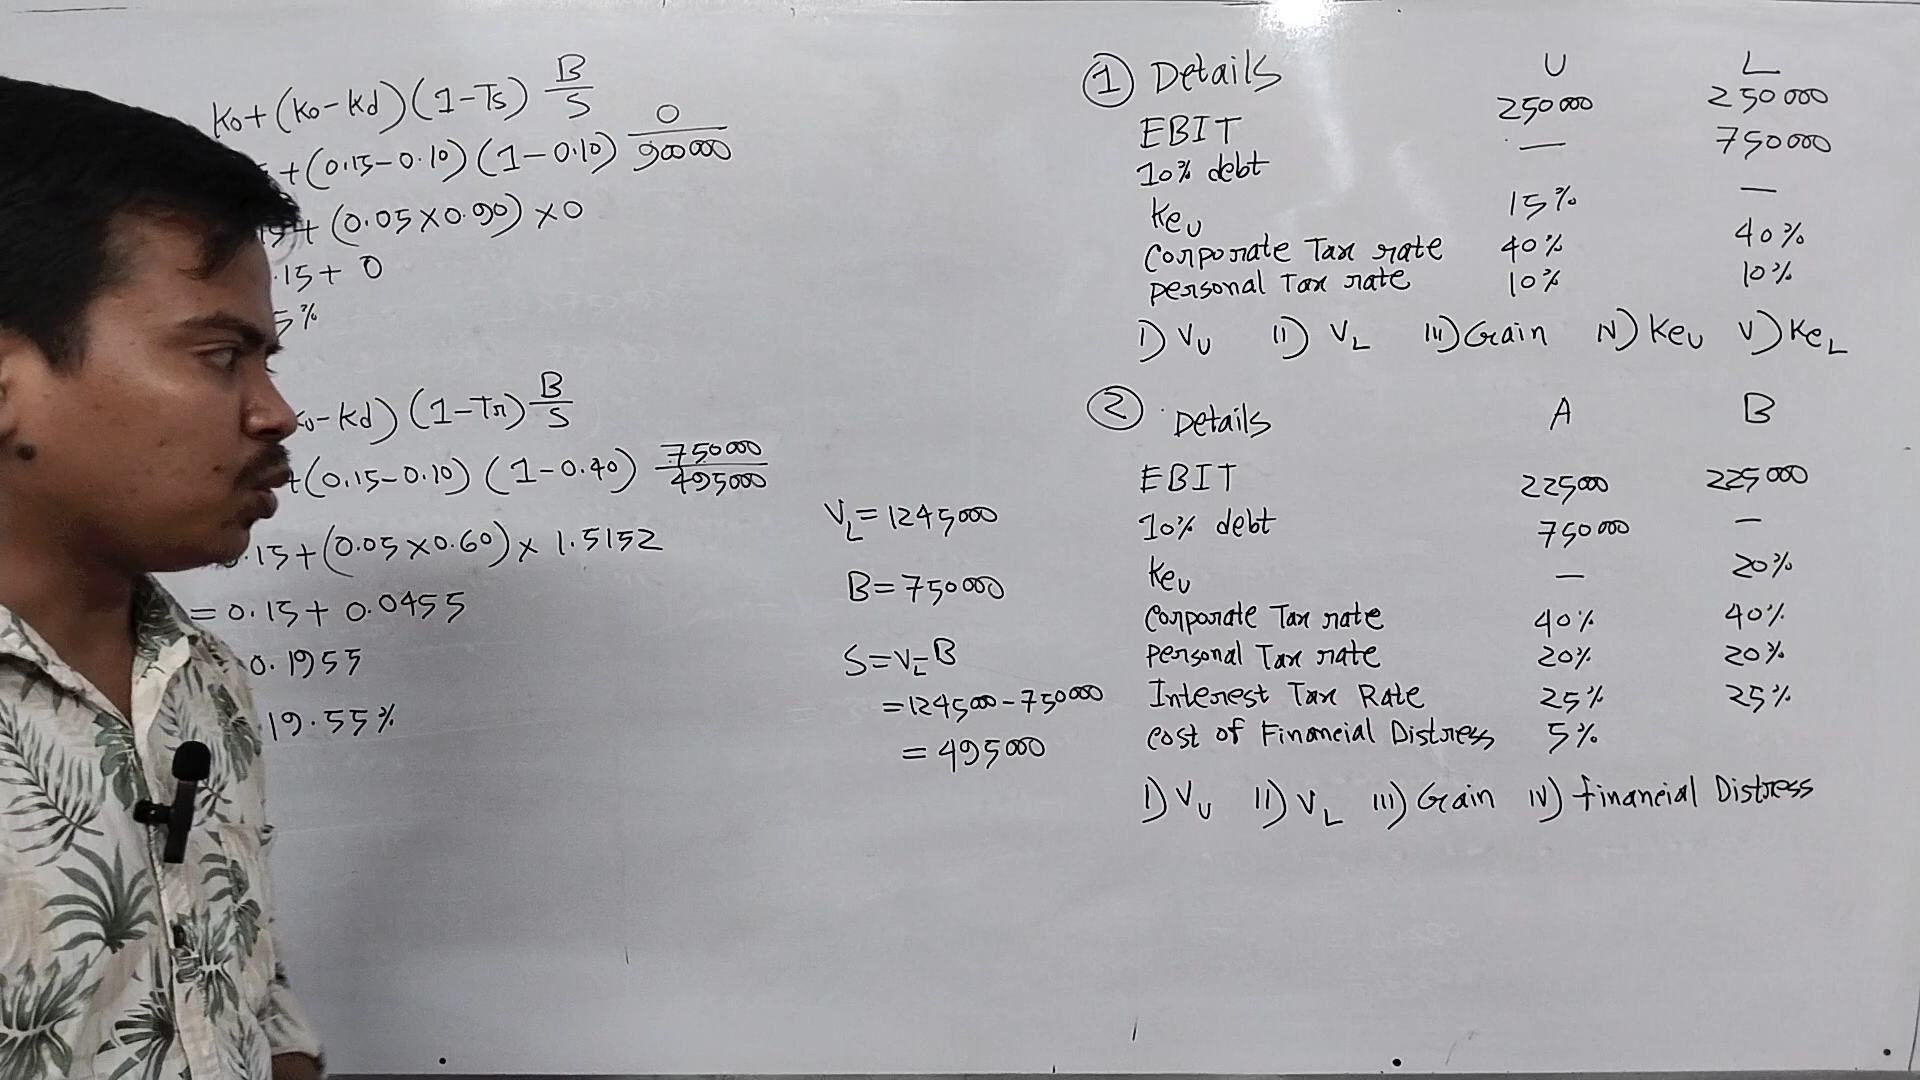 Ko+(Ko-Kd)(1-Ts) B/S
+(0.15-0.10)(1-0.10) 0/900000
15+(0.05×0.90)×0
.15+0
5%
Ko-Kd)(1-Tr) B/S
+(0.15-0.10)(1-0.40) 750000/495000
.15+(0.05×0.60)×1.5152
=0.15+0.0455
0.1955
19.55%
VL=1245000
B=750000
S=VL-B
=1245000-750000
=495000
① Details U L
EBIT 250000 250000
10% debt — 750000
KeU 15% —
Corporate Tax rate 40% 40%
Personal Tax rate 10% 10%
I) VU II) VL III) Gain IV) KeU V) KeL
② Details A B
EBIT 225000 225000
10% debt 750000 —
KeU — 20%
Corporate Tax rate 40% 40%
Personal Tax rate 20% 20%
Interest Tax Rate 25% 25%
Cost of Financial Distress 5%
I) VU II) VL III) Gain IV) financial Distress